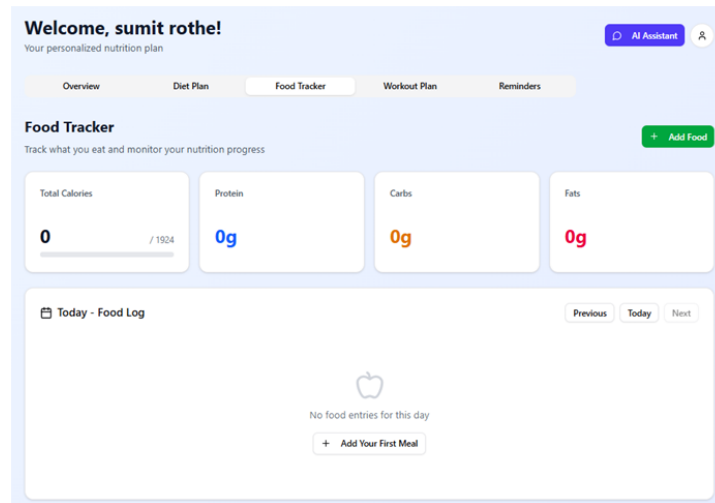 Welcome, sumit rothe!
Your personalized nutrition plan
AI Assistant
Overview Diet Plan Food Tracker Workout Plan Reminders
Food Tracker
Track what you eat and monitor your nutrition progress
+ Add Food
Total Calories Protein Carbs Fats
0 / 1924 0g 0g 0g
Today - Food Log
Previous Today Next
No food entries for this day
+ Add Your First Meal